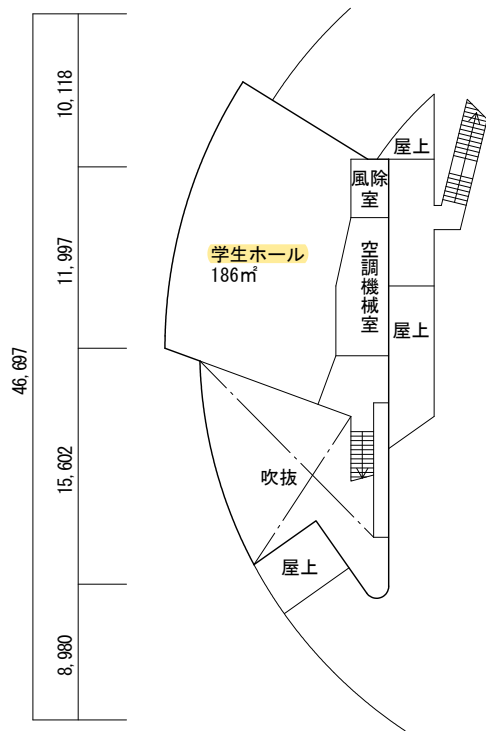 10,118
11,997
46,697
15,602
8,980
屋上
風除
室
学生ホール
186㎡
空調機械室
屋上
吹抜
屋上